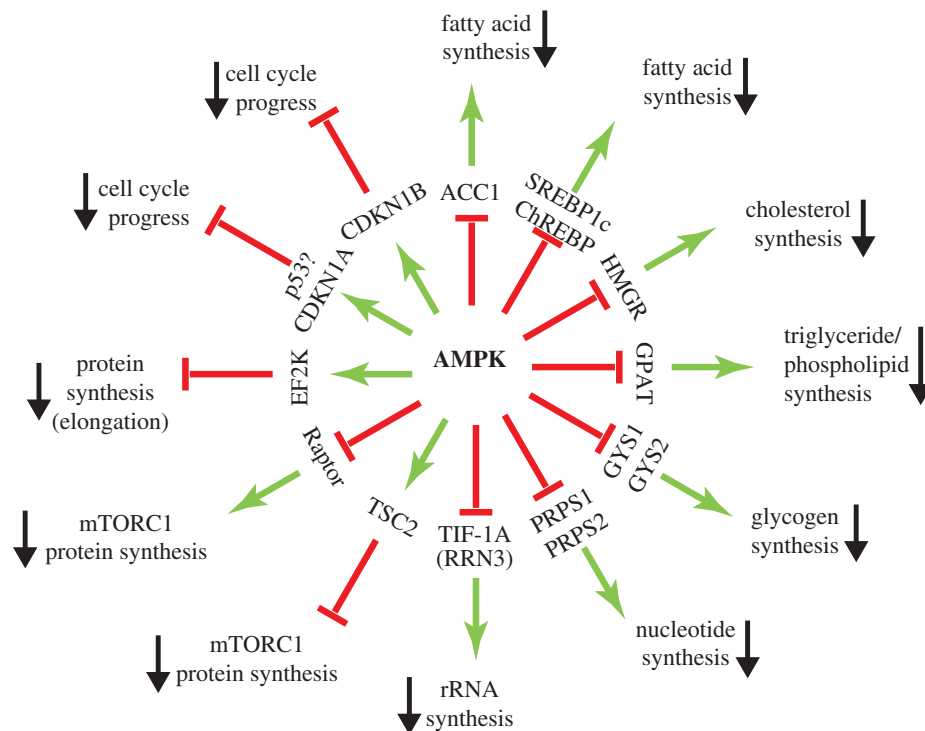 fatty acid
synthesis
fatty acid
synthesis
cell cycle
progress
cell cycle
progress
CDKN1B
ACC1
SREBP1c
ChREBP
cholesterol
synthesis
p53?
CDKN1A
HMGR
AMPK
triglyceride/
phospholipid
synthesis
GPAT
protein
synthesis
(elongation)
EF2K
GYS1
GYS2
Raptor
TSC2
TIF-1A
(RRN3)
PRPS1
PRPS2
mTORC1
protein synthesis
glycogen
synthesis
mTORC1
protein synthesis
nucleotide
synthesis
rRNA
synthesis